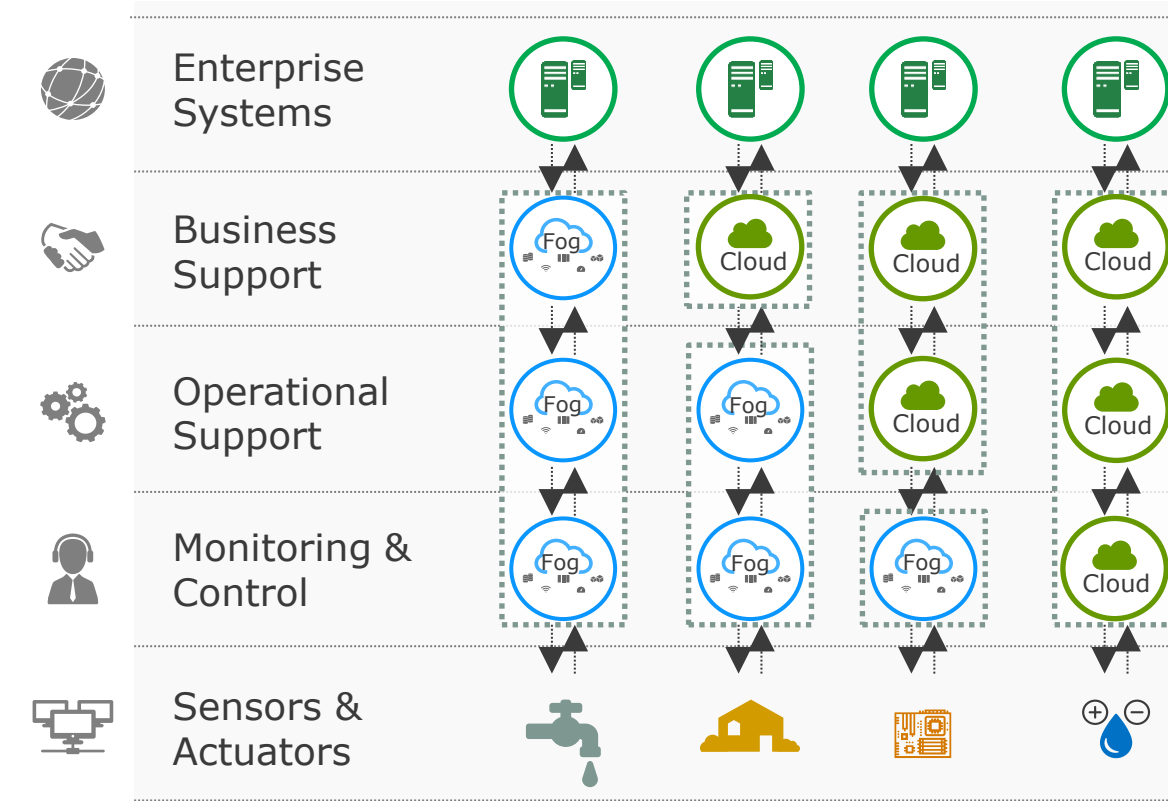 Enterprise
Systems
Business
Support
Fog
Cloud
Cloud
Cloud
Operational
Support
Fog
Fog
Cloud
Cloud
Monitoring &
Control
Fog
Fog
Fog
Cloud
Sensors &
Actuators